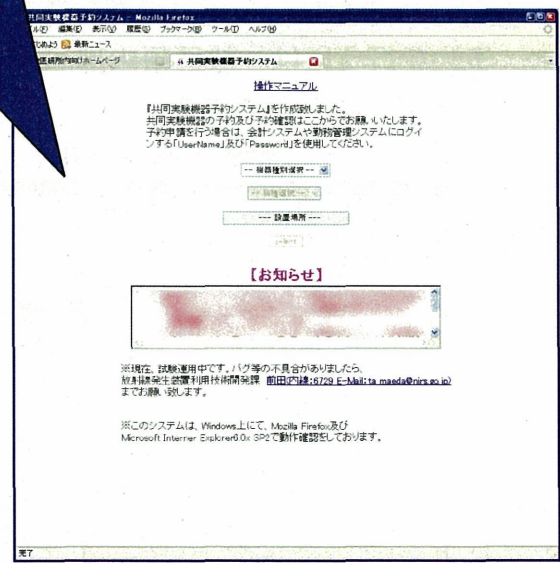 共同実験機器予約システム - Mozilla Firefox
編集(E) 表示(V) 履歴(S) ブックマーク(B) ツール(T) ヘルプ(H)
最新ニュース
共同実験機器予約システム
操作マニュアル
『共同実験機器予約システム』を作成致しました。
共同実験機器の予約及び予約確認はここからでお願いいたします。
予約申請を行う場合は、会計システムや勤務管理システムにログイ
ンする「UserName」及び「Password」を使用してください。
-- 機器種別選択 --
-- 機種選択 --
--- 設置場所 ---
【お知らせ】
※現在、試験運用中です。バグ等の不具合がありましたら、
放射線発生装置利用技術開発課 前田(内線:6729 E-Mail:ta_maeda@nirs.go.jp)
までお願い致します。
※このシステムは、Windows上にて、Mozilla Firefox及び
Microsoft Interner Explorer6.0x SP2で動作確認をしております。
完了